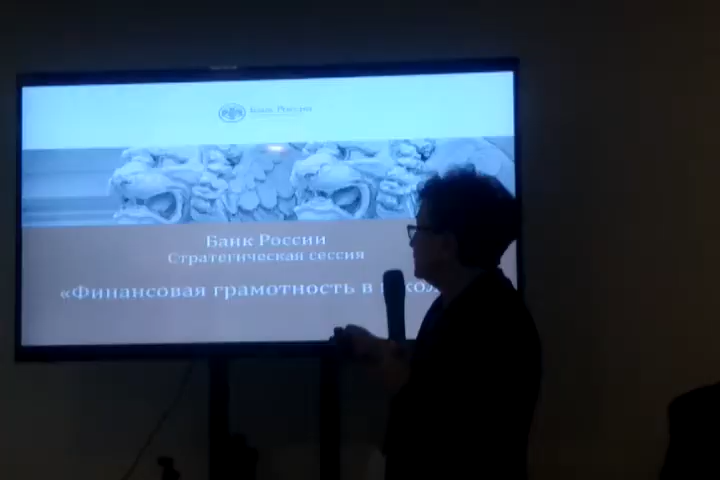 Банк России
Банк России
Стратегическая сессия
«Финансовая грамотность в